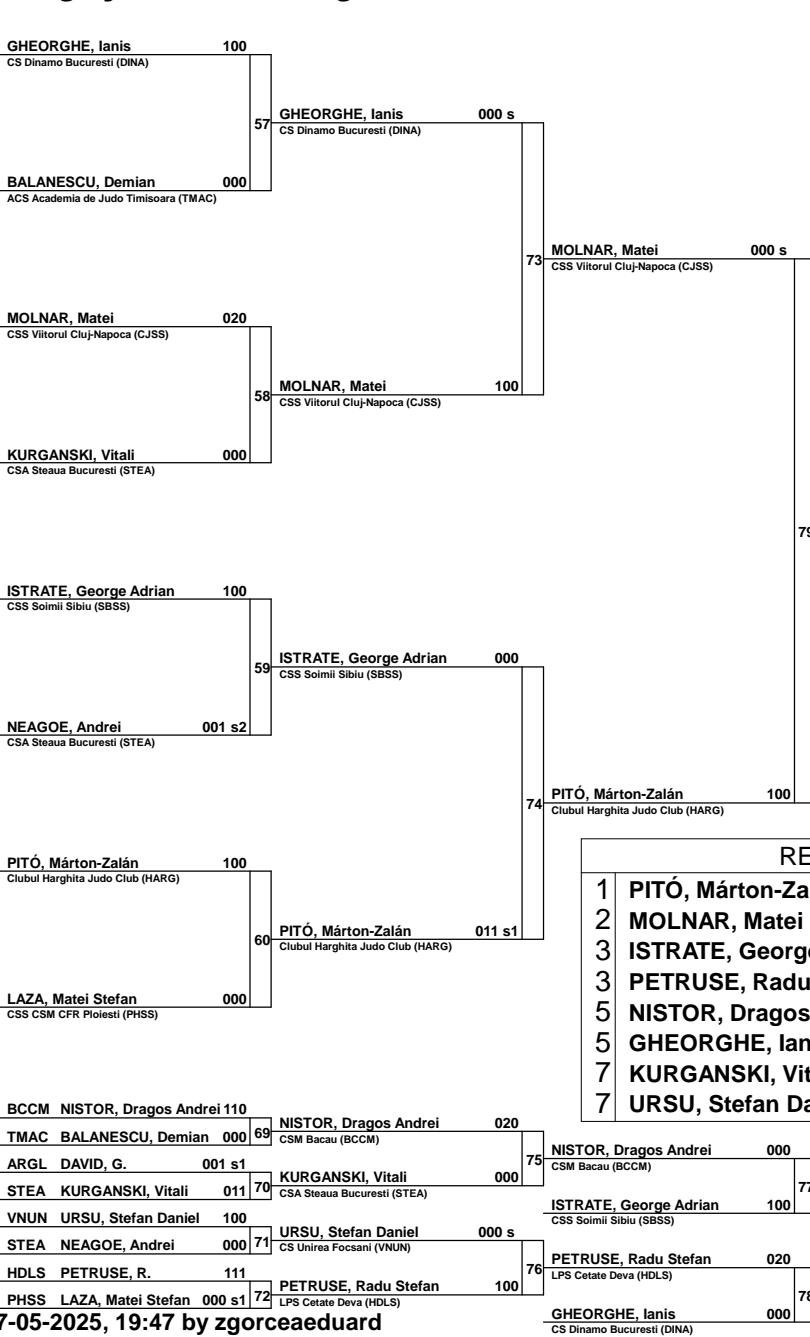 GHEORGHE, Ianis 100
CS Dinamo Bucuresti (DINA)
57
GHEORGHE, Ianis 000 s
CS Dinamo Bucuresti (DINA)
BALANESCU, Demian 000
ACS Academia de Judo Timisoara (TMAC)
73
MOLNAR, Matei 000 s
CSS Viitorul Cluj-Napoca (CJSS)
MOLNAR, Matei 020
CSS Viitorul Cluj-Napoca (CJSS)
58
MOLNAR, Matei 100
CSS Viitorul Cluj-Napoca (CJSS)
KURGANSKI, Vitali 000
CSA Steaua Bucuresti (STEA)
79
ISTRATE, George Adrian 100
CSS Soimii Sibiu (SBSS)
59
ISTRATE, George Adrian 000
CSS Soimii Sibiu (SBSS)
NEAGOE, Andrei 001 s2
CSA Steaua Bucuresti (STEA)
74
PITÓ, Márton-Zalán 100
Clubul Harghita Judo Club (HARG)
PITÓ, Márton-Zalán 100
Clubul Harghita Judo Club (HARG)
60
PITÓ, Márton-Zalán 011 s1
Clubul Harghita Judo Club (HARG)
LAZA, Matei Stefan 000
CSS CSM CFR Ploiesti (PHSS)
RE
1 PITÓ, Márton-Za
2 MOLNAR, Matei
3 ISTRATE, George
3 PETRUSE, Radu
5 NISTOR, Dragos
5 GHEORGHE, Ian
7 KURGANSKI, Vit
7 URSU, Stefan Da
BCCM NISTOR, Dragos Andrei 110
TMAC BALANESCU, Demian 000
69
NISTOR, Dragos Andrei 020
CSM Bacau (BCCM)
ARGL DAVID, G. 001 s1
STEA KURGANSKI, Vitali 011
70
KURGANSKI, Vitali 000
CSA Steaua Bucuresti (STEA)
75
NISTOR, Dragos Andrei 000
CSM Bacau (BCCM)
77
ISTRATE, George Adrian 100
CSS Soimii Sibiu (SBSS)
VNUN URSU, Stefan Daniel 100
STEA NEAGOE, Andrei 000
71
URSU, Stefan Daniel 000 s
CS Unirea Focsani (VNUN)
HDLS PETRUSE, R. 111
PHSS LAZA, Matei Stefan 000 s1
72
PETRUSE, Radu Stefan 100
LPS Cetate Deva (HDLS)
76
PETRUSE, Radu Stefan 020
LPS Cetate Deva (HDLS)
78
GHEORGHE, Ianis 000
CS Dinamo Bucuresti (DINA)
7-05-2025, 19:47 by zgorceaeduard